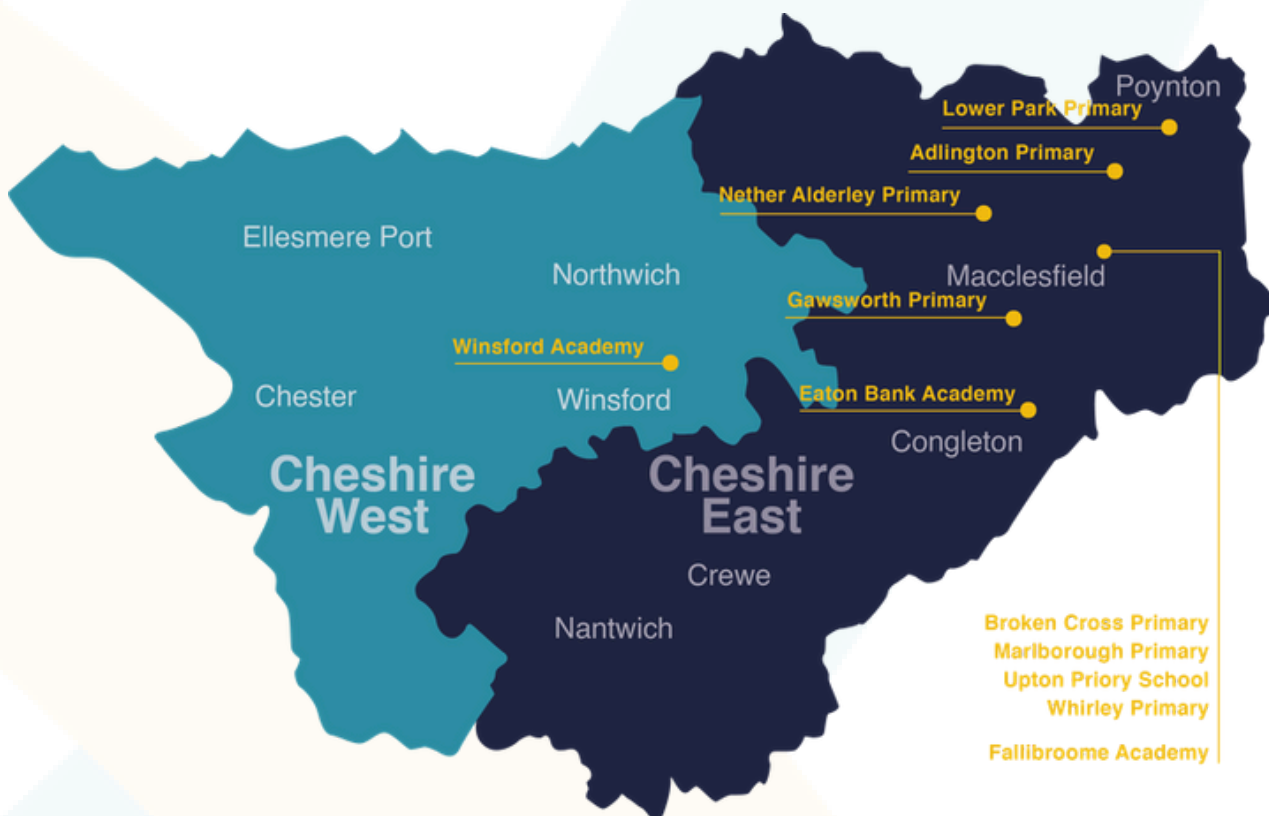 Poynton
Lower Park Primary
Adlington Primary
Nether Alderley Primary
Ellesmere Port
Northwich
Macclesfield
Gawsworth Primary
Winsford Academy
Chester
Winsford
Eaton Bank Academy
Congleton
Cheshire
West
Cheshire
East
Crewe
Nantwich
Broken Cross Primary
Marlborough Primary
Upton Priory School
Whirley Primary
Fallibroome Academy